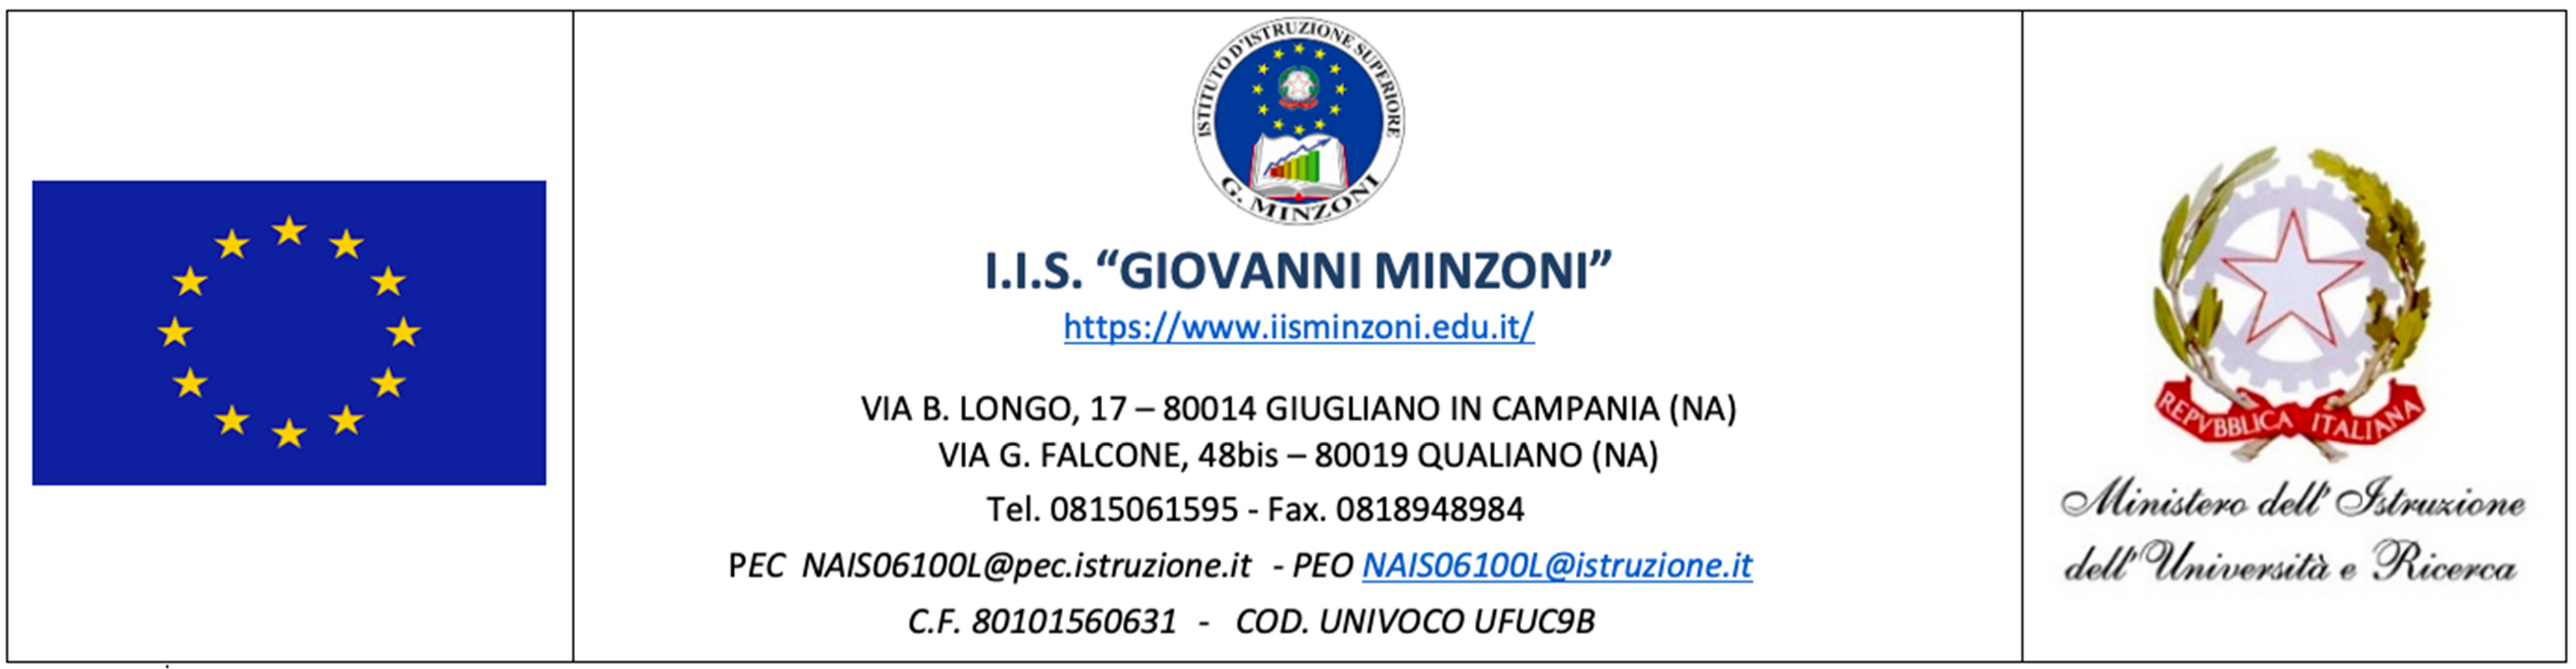 ISTITUTO D'ISTRUZIONE SUPERIORE
G. MINZONI
I.I.S. “GIOVANNI MINZONI”
https://www.iisminzoni.edu.it/
VIA B. LONGO, 17 – 80014 GIUGLIANO IN CAMPANIA (NA)
VIA G. FALCONE, 48bis – 80019 QUALIANO (NA)
Tel. 0815061595 - Fax. 0818948984
PEC NAIS06100L@pec.istruzione.it - PEO NAIS06100L@istruzione.it
C.F. 80101560631 - COD. UNIVOCO UFUC9B
REPVBBLICA ITALIANA
Ministero dell' Istruzione
dell' Università e Ricerca